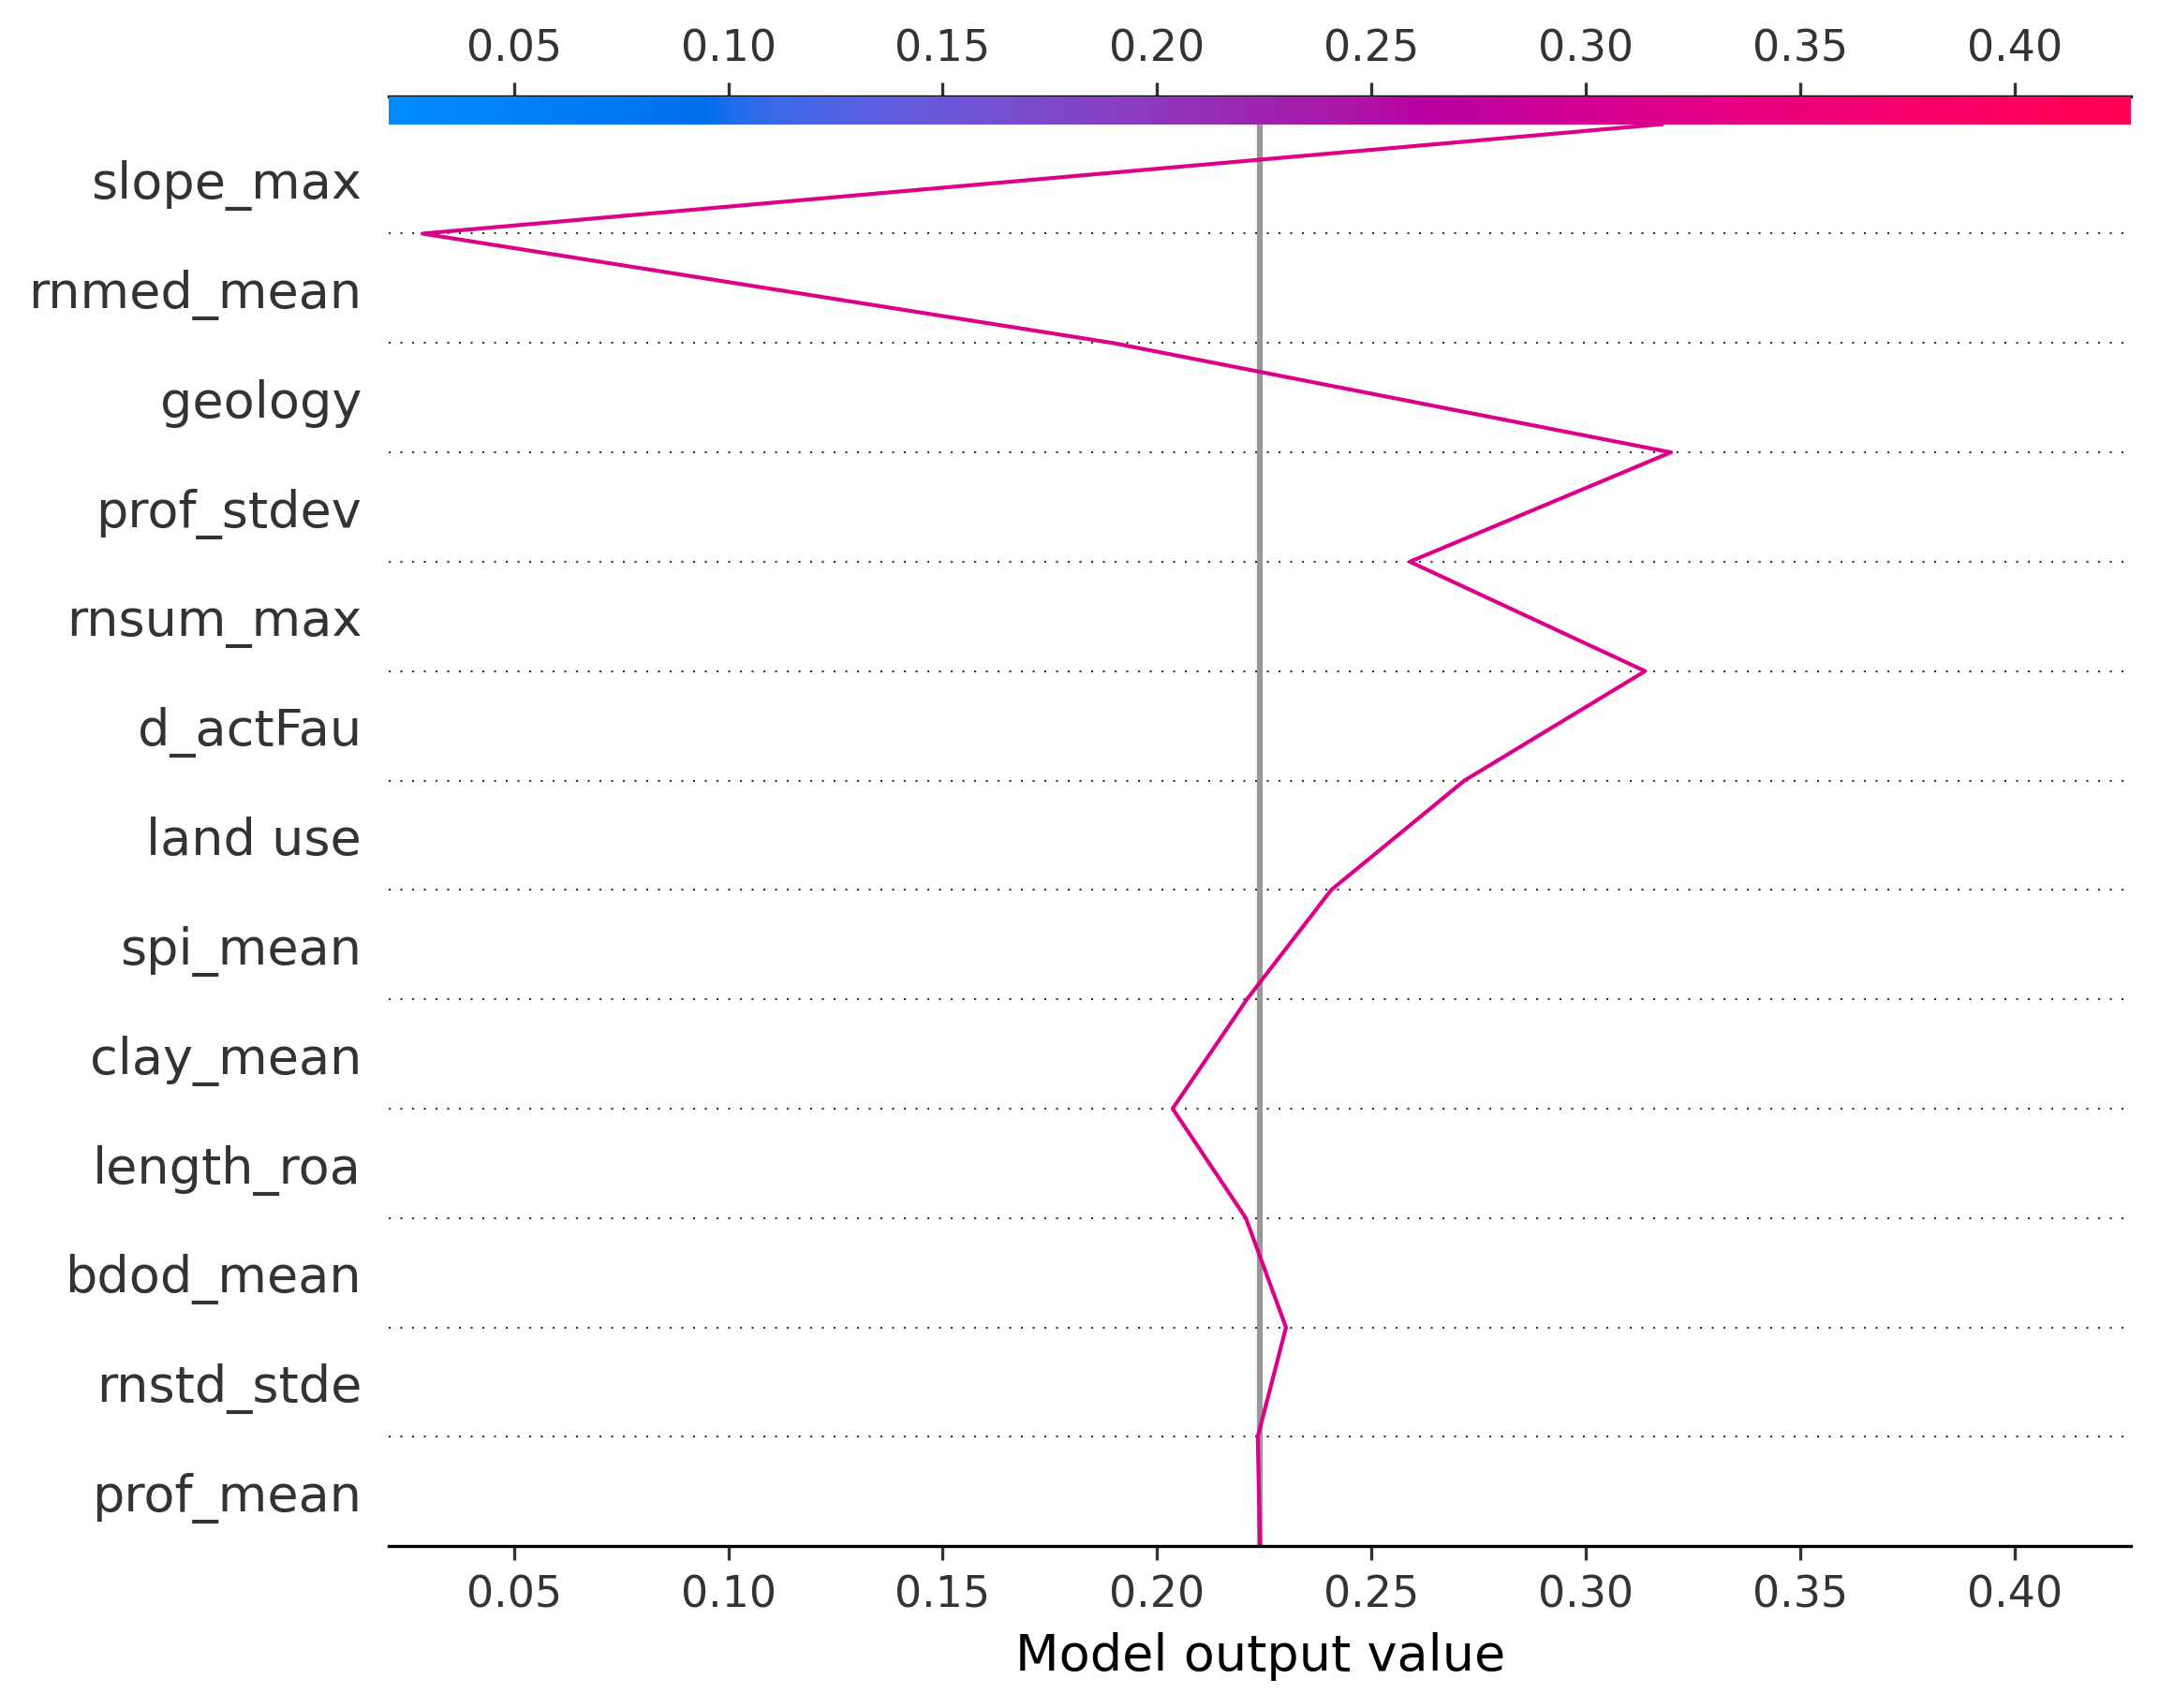 0.05 0.10 0.15 0.20 0.25 0.30 0.35 0.40
slope_max
rnmed_mean
geology
prof_stdev
rnsum_max
d_actFau
land use
spi_mean
clay_mean
length_roa
bdod_mean
rnstd_stde
prof_mean
0.05 0.10 0.15 0.20 0.25 0.30 0.35 0.40
Model output value